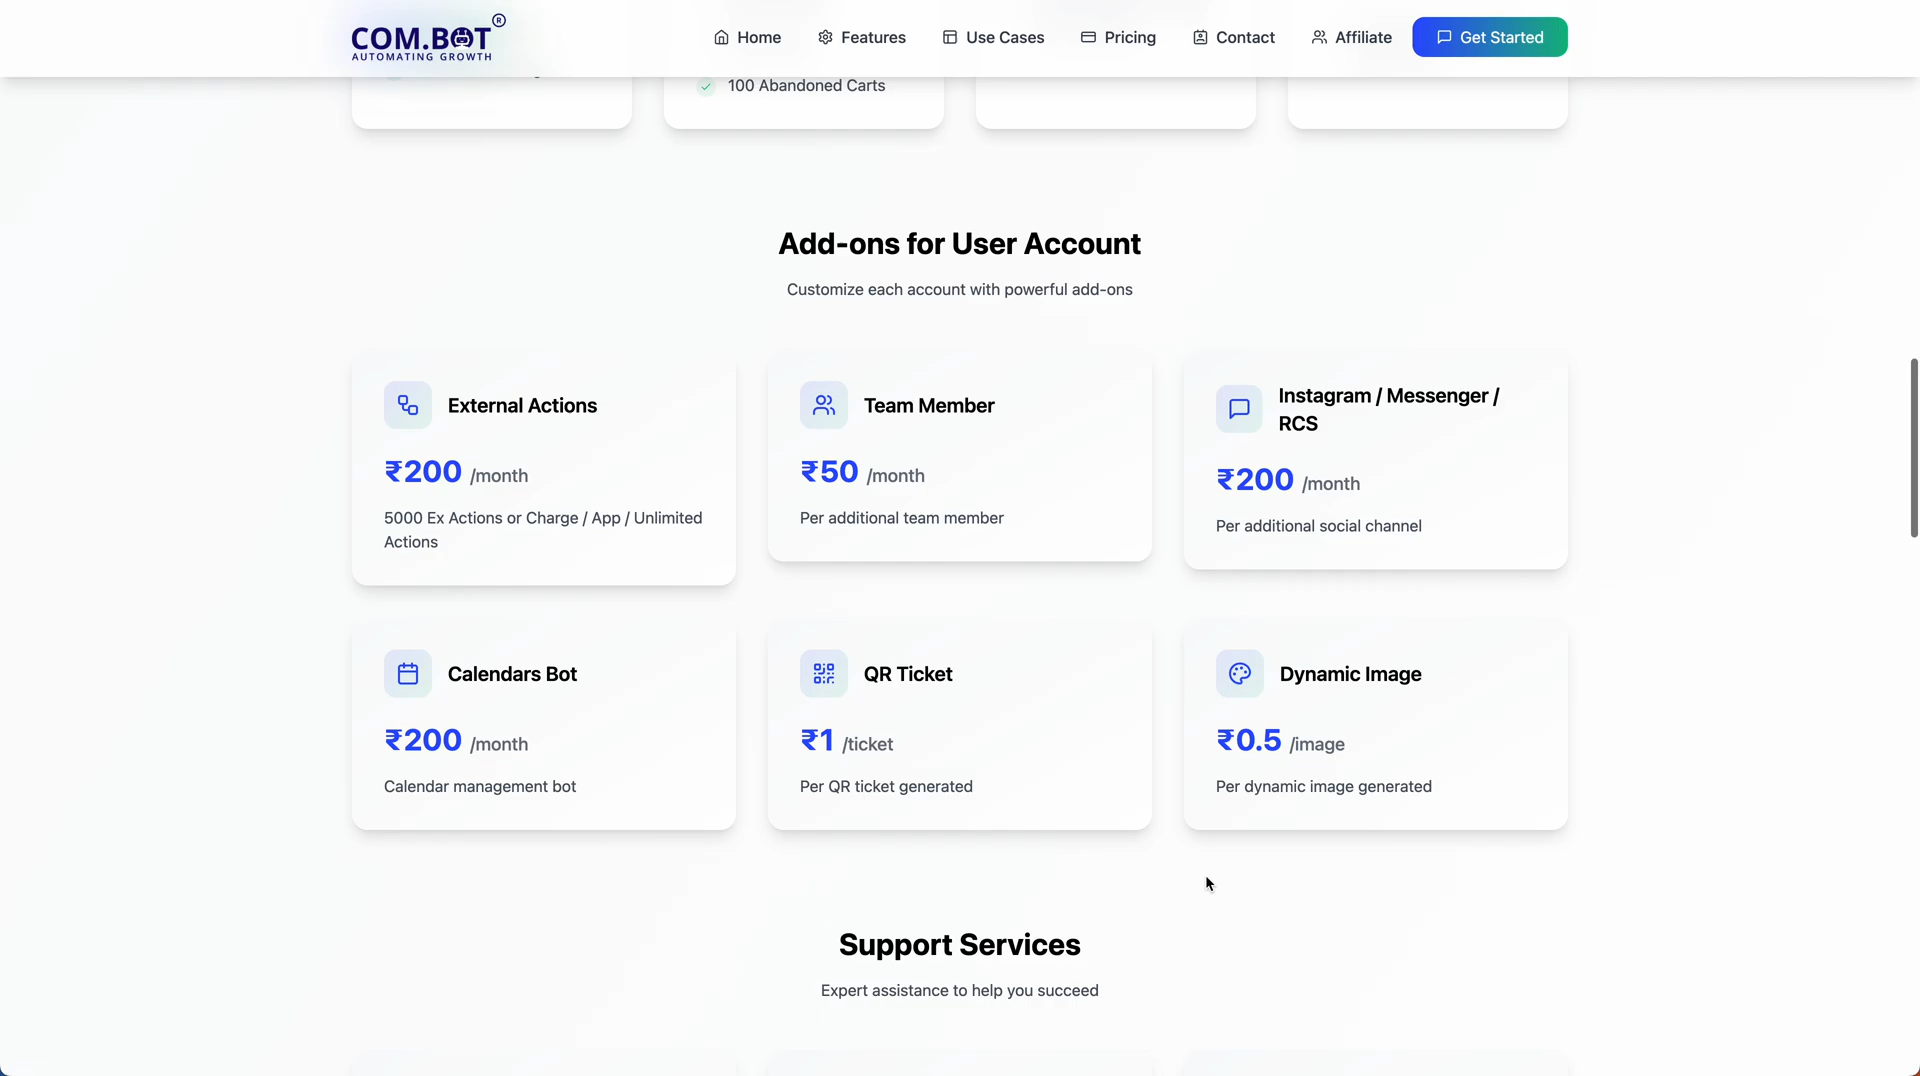 COM.BOT ®
AUTOMATING GROWTH
Home
Features
Use Cases
Pricing
Contact
Affiliate
Get Started
100 Abandoned Carts
Add-ons for User Account
Customize each account with powerful add-ons
External Actions
₹200 /month
5000 Ex Actions or Charge / App / Unlimited
Actions
Team Member
₹50 /month
Per additional team member
Instagram / Messenger /
RCS
₹200 /month
Per additional social channel
Calendars Bot
₹200 /month
Calendar management bot
QR Ticket
₹1 /ticket
Per QR ticket generated
Dynamic Image
₹0.5 /image
Per dynamic image generated
Support Services
Expert assistance to help you succeed